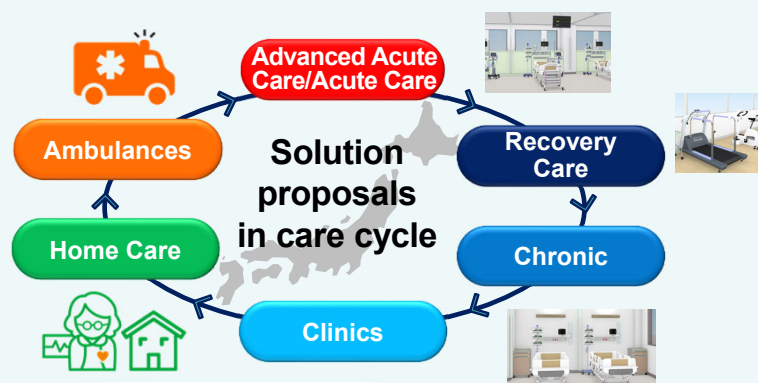 Advanced Acute
Care/Acute Care
Ambulances
Solution
proposals
in care cycle
Recovery
Care
Home Care
Chronic
Clinics